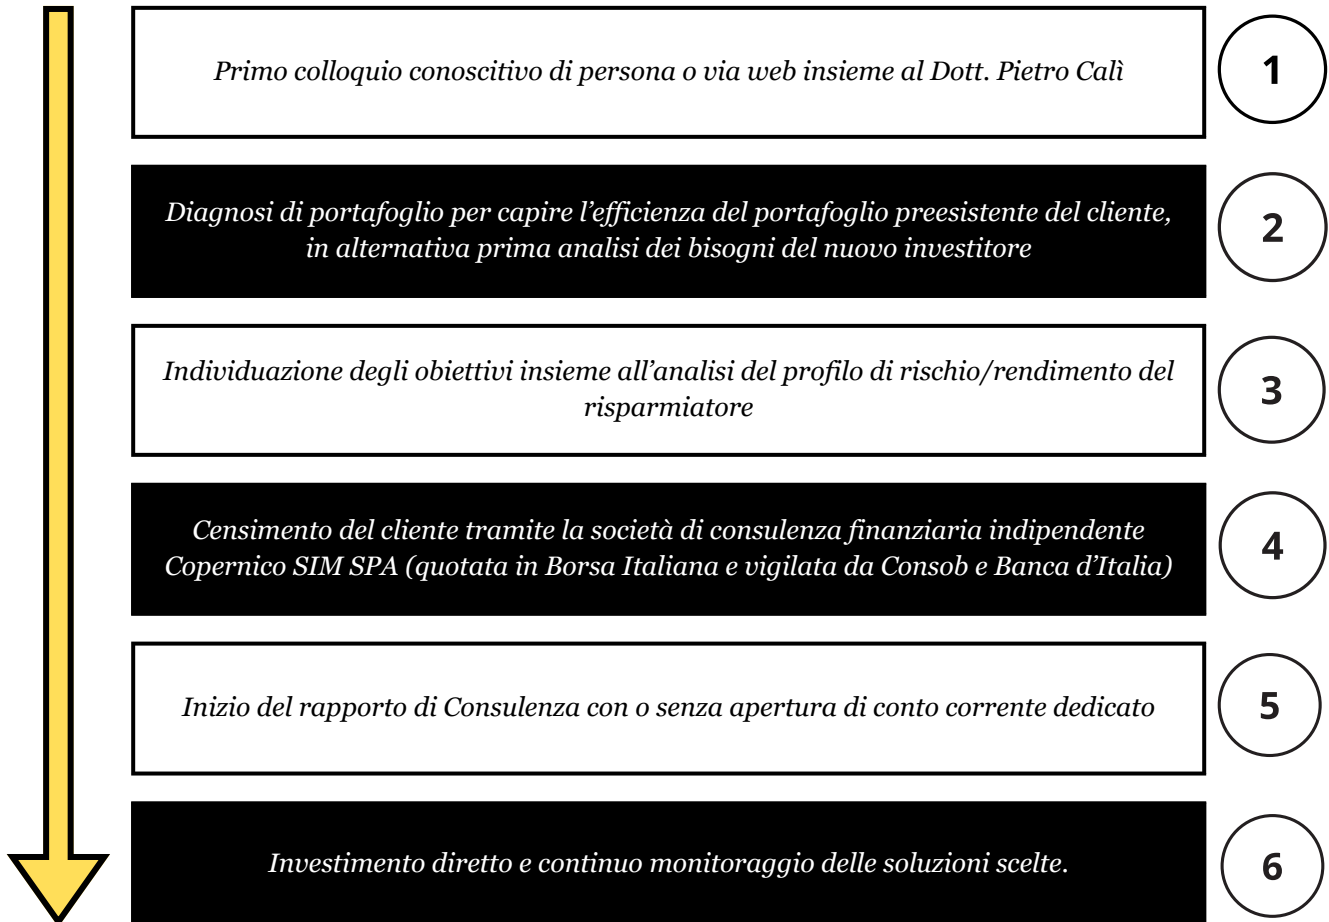 Primo colloquio conoscitivo di persona o via web insieme al Dott. Pietro Calì
1
Diagnosi di portafoglio per capire l’efficienza del portafoglio preesistente del cliente,
in alternativa prima analisi dei bisogni del nuovo investitore
2
Individuazione degli obiettivi insieme all’analisi del profilo di rischio/rendimento del
risparmiatore
3
Censimento del cliente tramite la società di consulenza finanziaria indipendente
Copernico SIM SPA (quotata in Borsa Italiana e vigilata da Consob e Banca d’Italia)
4
Inizio del rapporto di Consulenza con o senza apertura di conto corrente dedicato
5
Investimento diretto e continuo monitoraggio delle soluzioni scelte.
6